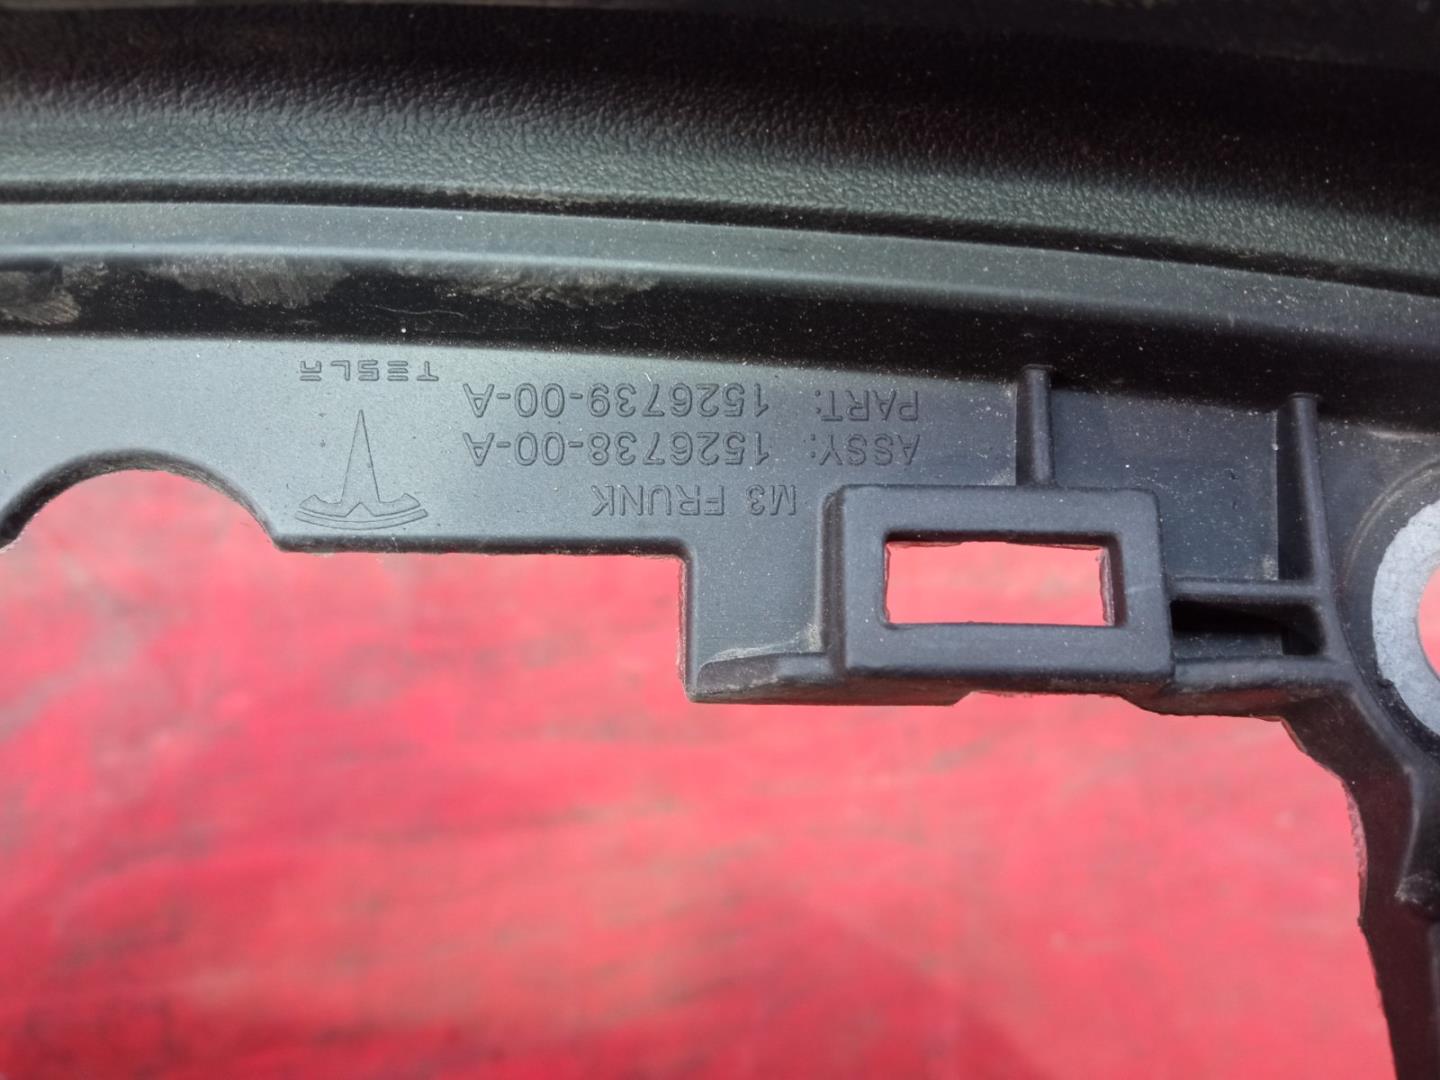 M3 FRUNK
ASSY: 1526738-00-A
PART: 1526739-00-A
TESLA